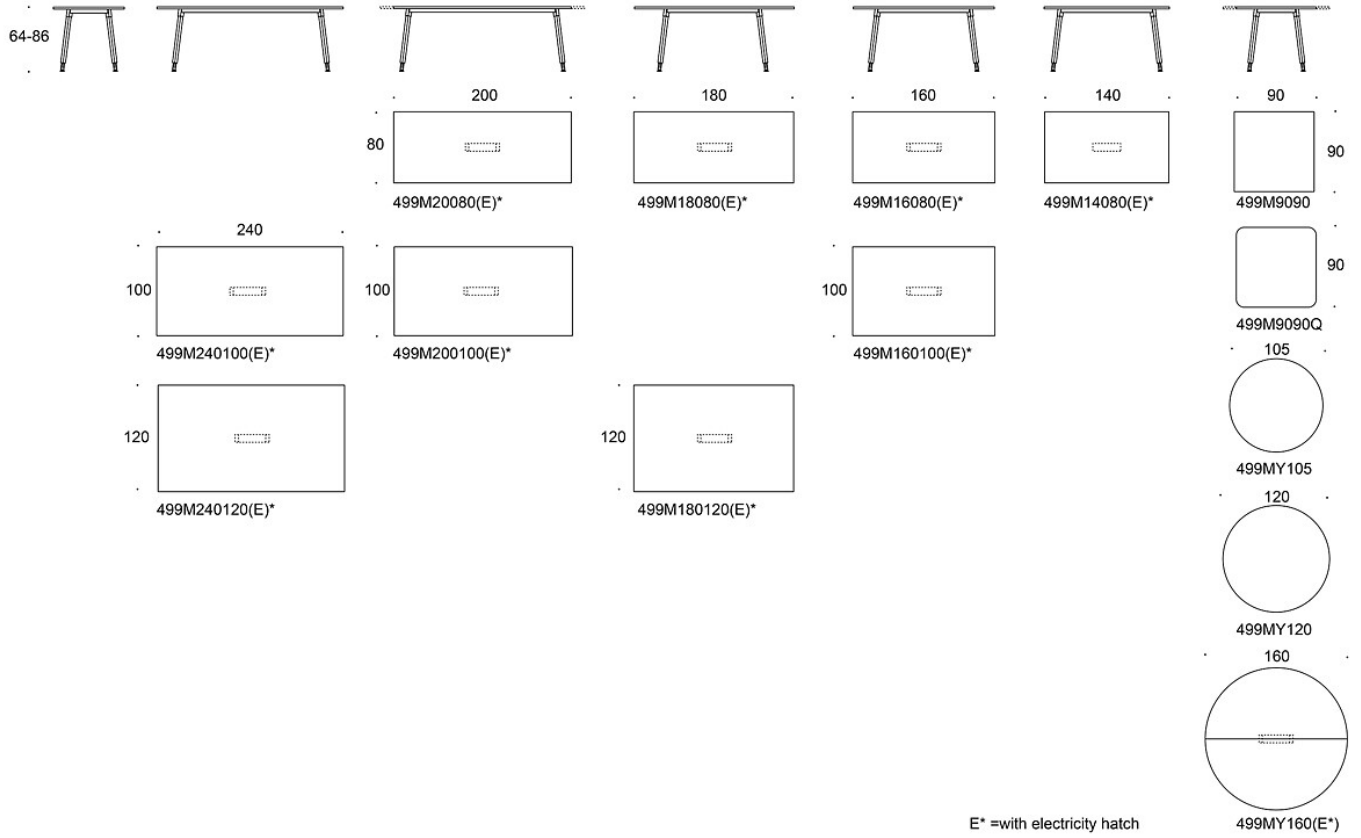 64-86
200 180 160 140 90
80 90
499M20080(E)* 499M18080(E)* 499M16080(E)* 499M14080(E)* 499M9090
240
100 100 100 90
499M9090Q
499M240100(E)* 499M200100(E)* 499M160100(E)* 105
120 120
499MY105
120
499M240120(E)* 499M180120(E)*
499MY120
160
E* =with electricity hatch 499MY160(E*)